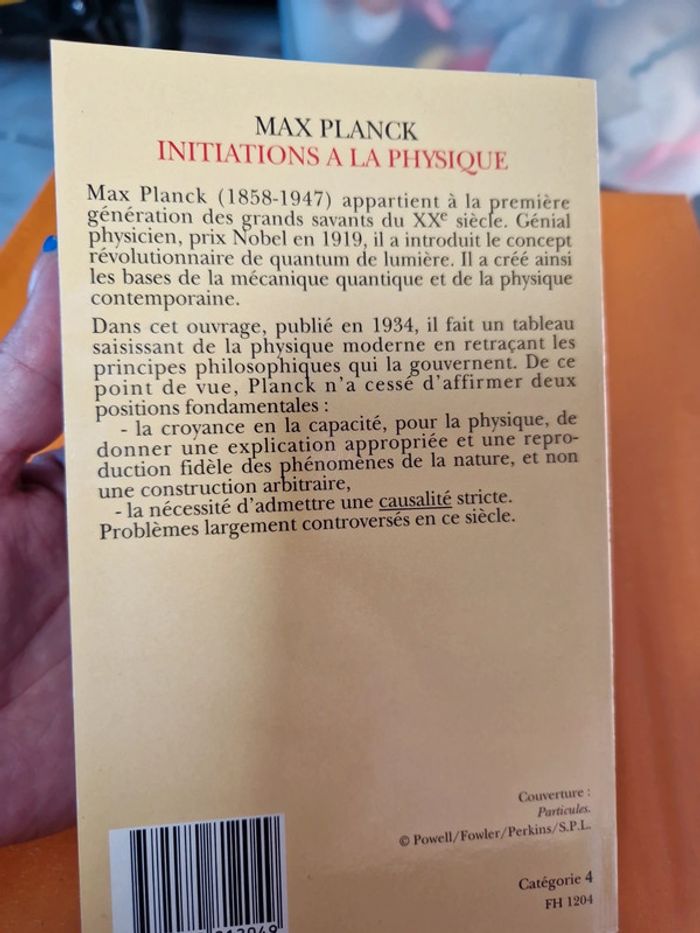 MAX PLANCK
INITIATIONS A LA PHYSIQUE
Max Planck (1858-1947) appartient à la première
génération des grands savants du XXe siècle. Génial
physicien, prix Nobel en 1919, il a introduit le concept
révolutionnaire de quantum de lumière. Il a créé ainsi
les bases de la mécanique quantique et de la physique
contemporaine.
Dans cet ouvrage, publié en 1934, il fait un tableau
saisissant de la physique moderne en retraçant les
principes philosophiques qui la gouvernent. De ce
point de vue, Planck n'a cessé d'affirmer deux
positions fondamentales :
- la croyance en la capacité, pour la physique, de
donner une explication appropriée et une repro-
duction fidèle des phénomènes de la nature, et non
une construction arbitraire,
- la nécessité d'admettre une causalité stricte.
Problèmes largement controversés en ce siècle.
Couverture :
Particules.
© Powell/Fowler/Perkins/S.P.L.
Catégorie 4
FH 1204